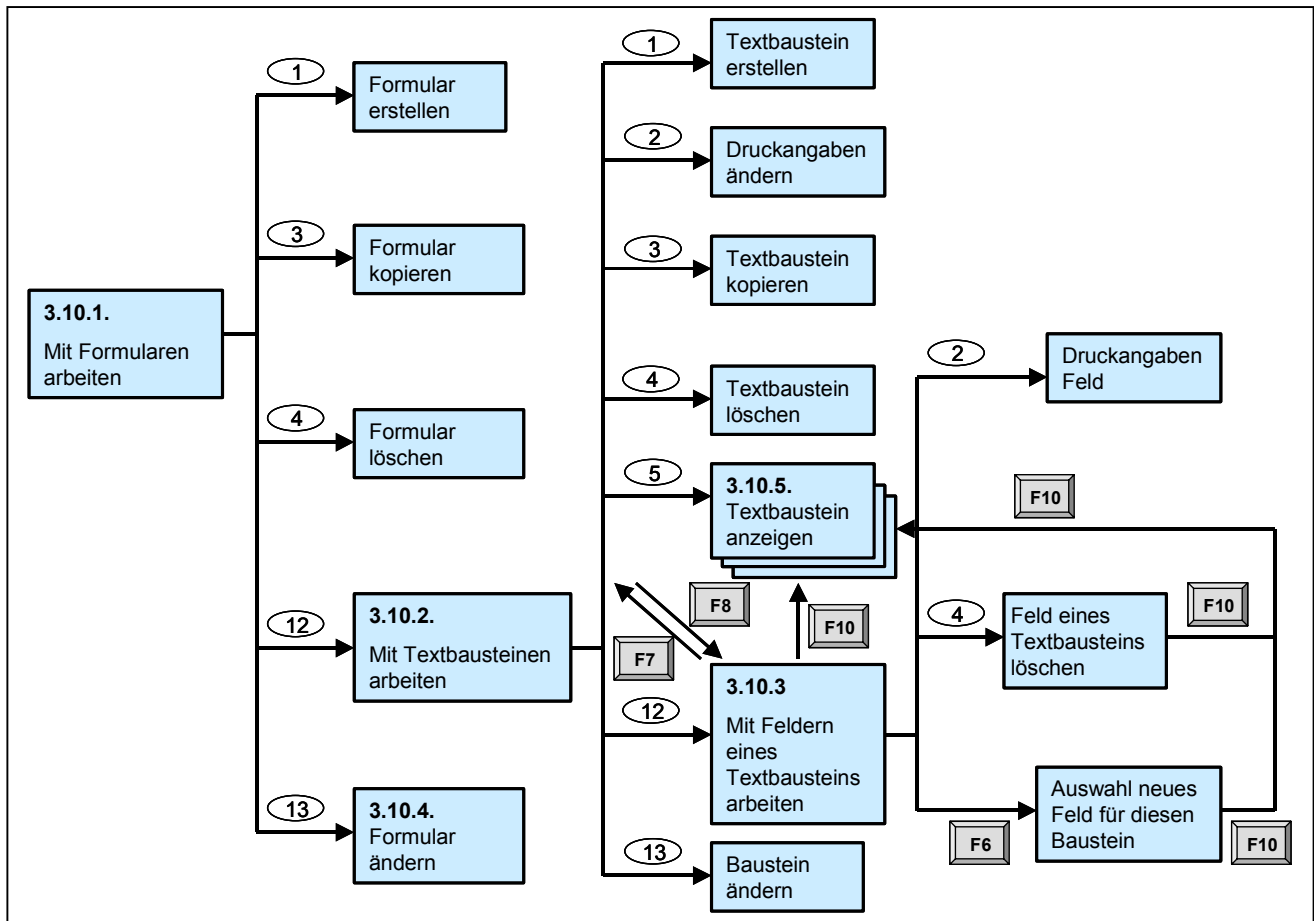 1
Formular
erstellen
3
Formular
kopieren
3.10.1.
Mit Formularen
arbeiten
4
Formular
löschen
12
3.10.2.
Mit Textbausteinen
arbeiten
13
3.10.4.
Formular
ändern
1
Textbaustein
erstellen
2
Druckangaben
ändern
3
Textbaustein
kopieren
4
Textbaustein
löschen
5
3.10.5.
Textbaustein
anzeigen
F8
F7
F10
12
3.10.3
Mit Feldern
eines
Textbausteins
arbeiten
13
Baustein
ändern
2
Druckangaben
Feld
F10
4
Feld eines
Textbausteins
löschen
F10
F6
Auswahl neues
Feld für diesen
Baustein
F10